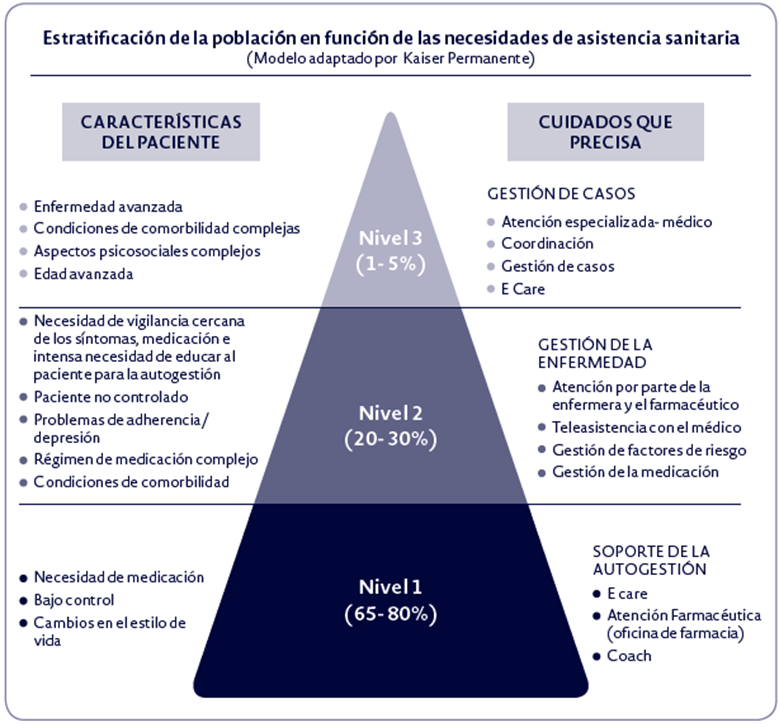 Estratificación de la población en función de las necesidades de asistencia sanitaria
(Modelo adaptado por Kaiser Permanente)
CARACTERÍSTICAS
DEL PACIENTE
CUIDADOS QUE
PRECISA
Enfermedad avanzada
Condiciones de comorbilidad complejas
Aspectos psicosociales complejos
Edad avanzada
Nivel 3
(1-5%)
GESTIÓN DE CASOS
Atención especializada- médico
Coordinación
Gestión de casos
E Care
Necesidad de vigilancia cercana
de los síntomas, medicación e
intensa necesidad de educar al
paciente para la autogestión
Paciente no controlado
Problemas de adherencia/
depresión
Régimen de medicación complejo
Condiciones de comorbilidad
Nivel 2
(20-30%)
GESTIÓN DE LA
ENFERMEDAD
Atención por parte de la
enfermera y el farmacéutico
Teleasistencia con el médico
Gestión de factores de riesgo
Gestión de la medicación
Necesidad de medicación
Bajo control
Cambios en el estilo de
vida
Nivel 1
(65-80%)
SOPORTE DE LA
AUTOGESTIÓN
E care
Atención Farmacéutica
(oficina de farmacia)
Coach